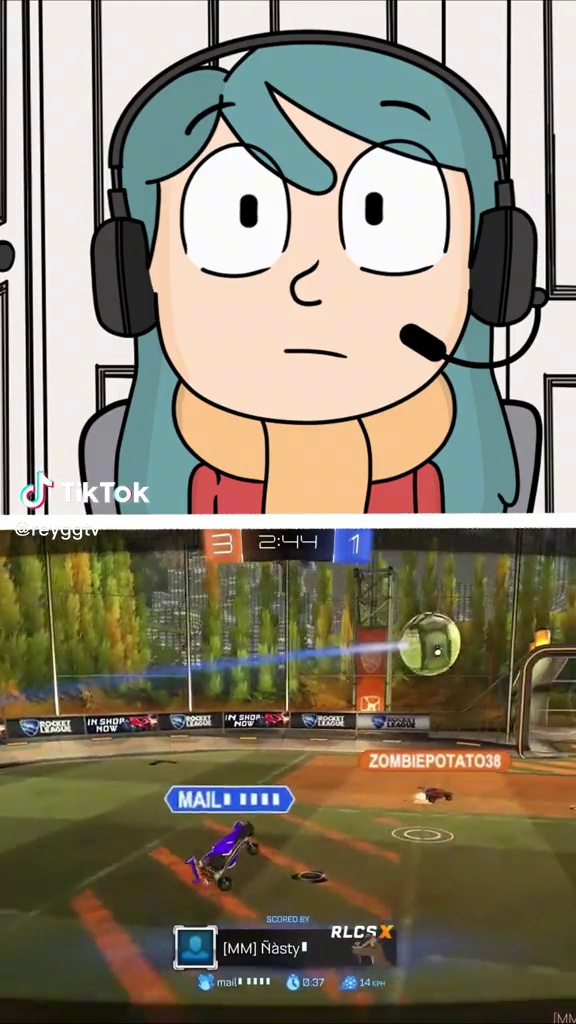 TikTok
@reyggtv
3 2:44 1
ROCKET LEAGUE IN SHOP NOW ROCKET LEAGUE IN SHOP NOW ROCKET LEAGUE ROCKET LEAGUE
ZOMBIEPOTATO38
MAIL
SCORED BY
RLCS X
[MM] Ñàsty
mail 0:37 14 KPH
[MM